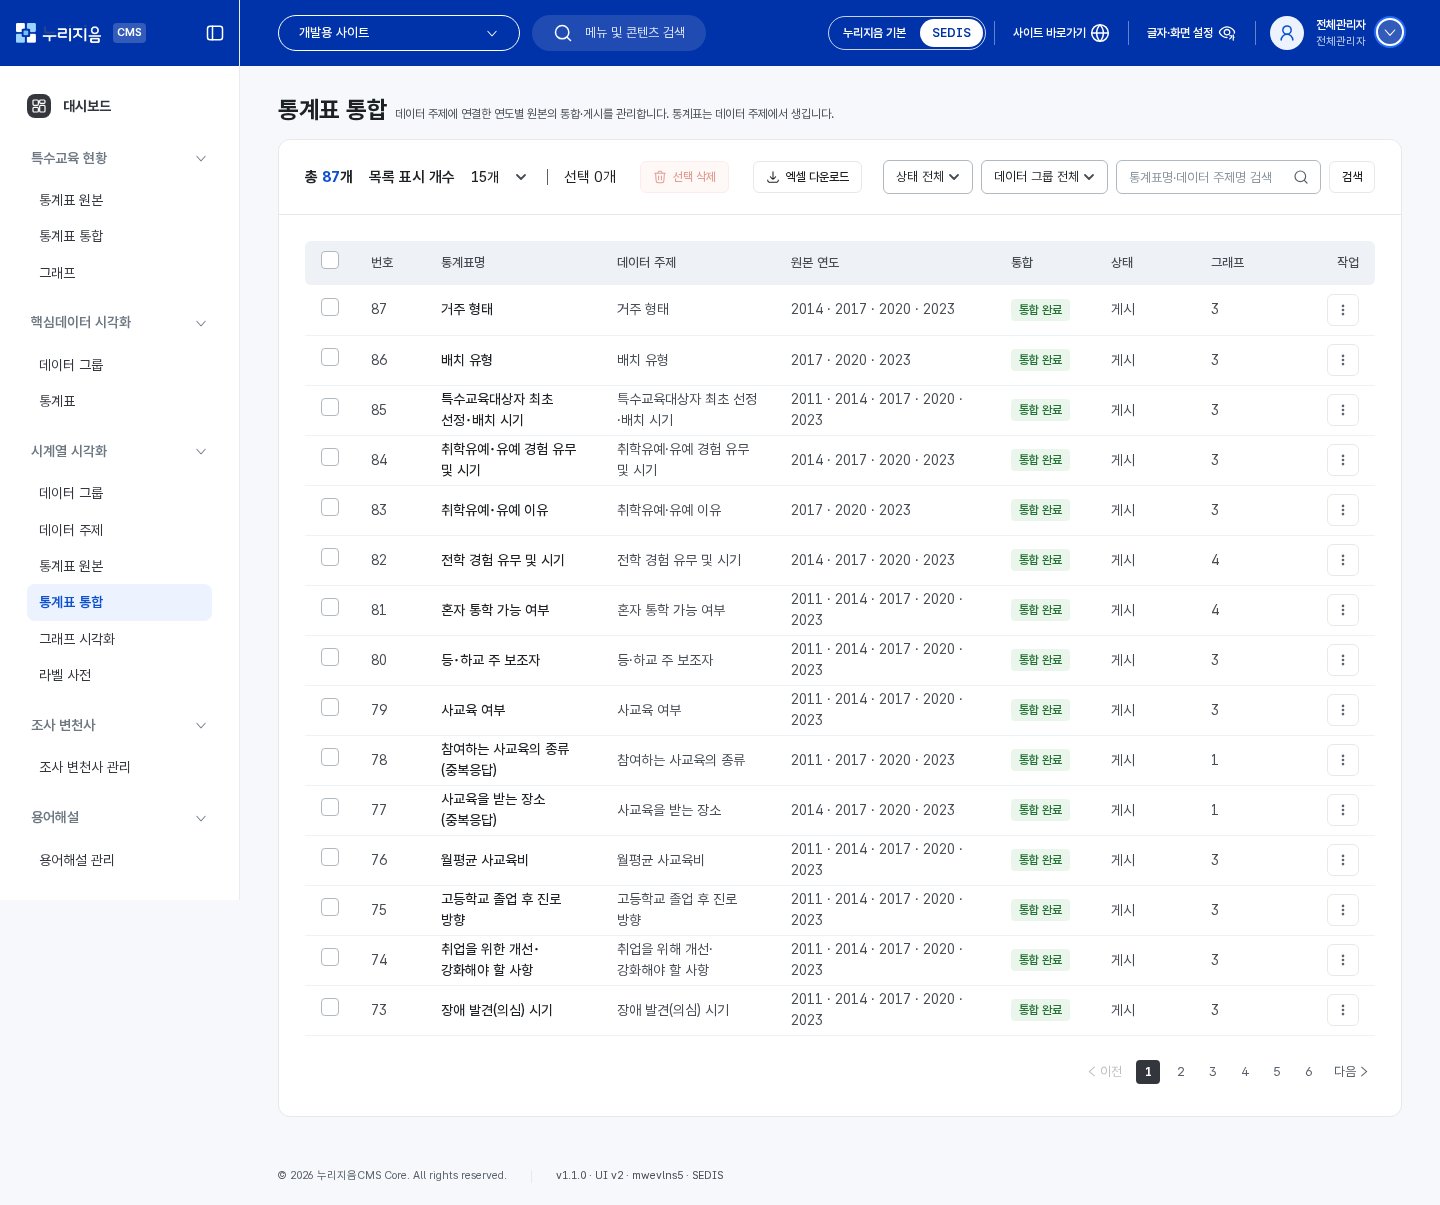 누리지음 CMS
개발용 사이트
메뉴 및 콘텐츠 검색
누리지음 기본 SEDIS
사이트 바로가기
글자·화면 설정
전체관리자
전체관리자
대시보드
특수교육 현황
통계표 원본
통계표 통합
그래프
핵심데이터 시각화
데이터 그룹
통계표
시계열 시각화
데이터 그룹
데이터 주제
통계표 원본
통계표 통합
그래프 시각화
라벨 사전
조사 변천사
조사 변천사 관리
용어해설
용어해설 관리
통계표 통합 데이터 주제에 연결한 연도별 원본의 통합·게시를 관리합니다. 통계표는 데이터 주제에서 생깁니다.
총 87개 목록 표시 개수 15개 선택 0개 선택 삭제 엑셀 다운로드 상태 전체 데이터 그룹 전체 통계표명·데이터 주제명 검색 검색
번호 통계표명 데이터 주제 원본 연도 통합 상태 그래프 작업
87 거주 형태 거주 형태 2014 · 2017 · 2020 · 2023 통합 완료 게시 3
86 배치 유형 배치 유형 2017 · 2020 · 2023 통합 완료 게시 3
85 특수교육대상자 최초 선정·배치 시기 특수교육대상자 최초 선정·배치 시기 2011 · 2014 · 2017 · 2020 · 2023 통합 완료 게시 3
84 취학유예·유예 경험 유무 및 시기 취학유예·유예 경험 유무 및 시기 2014 · 2017 · 2020 · 2023 통합 완료 게시 3
83 취학유예·유예 이유 취학유예·유예 이유 2017 · 2020 · 2023 통합 완료 게시 3
82 전학 경험 유무 및 시기 전학 경험 유무 및 시기 2014 · 2017 · 2020 · 2023 통합 완료 게시 4
81 혼자 통학 가능 여부 혼자 통학 가능 여부 2011 · 2014 · 2017 · 2020 · 2023 통합 완료 게시 4
80 등·하교 주 보조자 등·하교 주 보조자 2011 · 2014 · 2017 · 2020 · 2023 통합 완료 게시 3
79 사교육 여부 사교육 여부 2011 · 2014 · 2017 · 2020 · 2023 통합 완료 게시 3
78 참여하는 사교육의 종류(중복응답) 참여하는 사교육의 종류 2011 · 2017 · 2020 · 2023 통합 완료 게시 1
77 사교육을 받는 장소(중복응답) 사교육을 받는 장소 2014 · 2017 · 2020 · 2023 통합 완료 게시 1
76 월평균 사교육비 월평균 사교육비 2011 · 2014 · 2017 · 2020 · 2023 통합 완료 게시 3
75 고등학교 졸업 후 진로 방향 고등학교 졸업 후 진로 방향 2011 · 2014 · 2017 · 2020 · 2023 통합 완료 게시 3
74 취업을 위한 개선·강화해야 할 사항 취업을 위해 개선·강화해야 할 사항 2011 · 2014 · 2017 · 2020 · 2023 통합 완료 게시 3
73 장애 발견(의심) 시기 장애 발견(의심) 시기 2011 · 2014 · 2017 · 2020 · 2023 통합 완료 게시 3
이전 1 2 3 4 5 6 다음
© 2026 누리지음CMS Core. All rights reserved. v1.1.0 · UI v2 · mwevlns5 · SEDIS